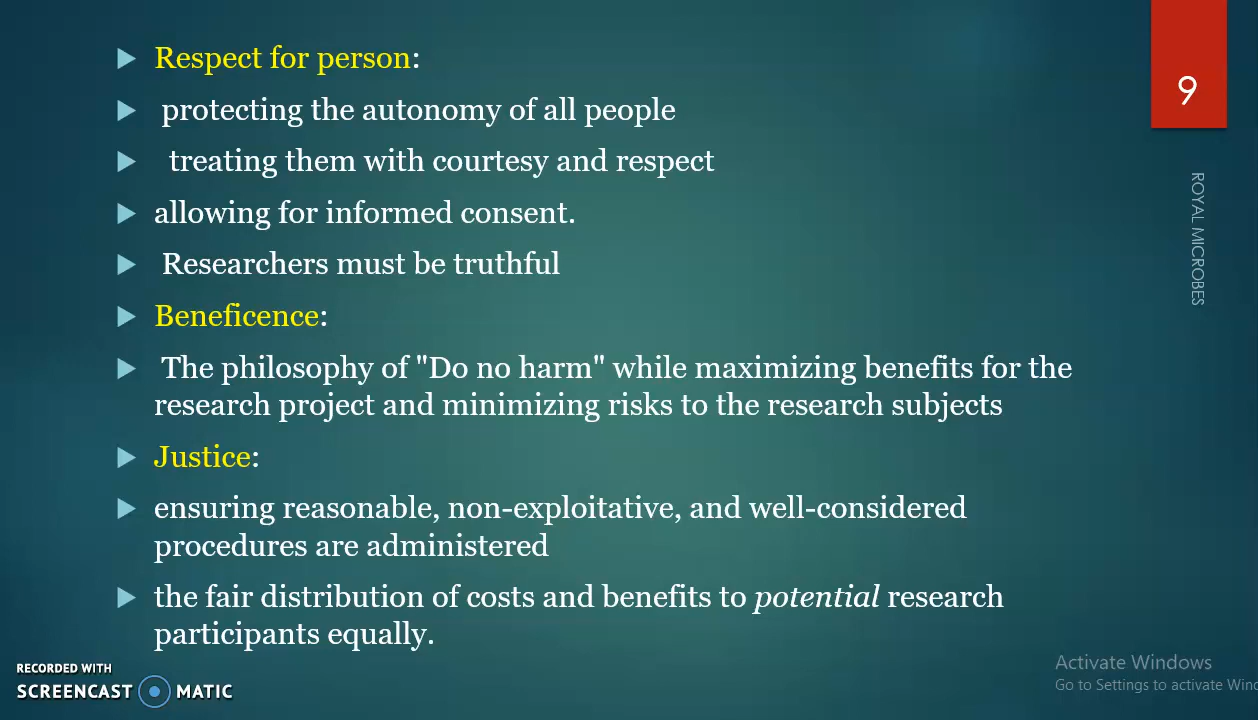 Respect for person:
protecting the autonomy of all people
treating them with courtesy and respect
allowing for informed consent.
Researchers must be truthful
Beneficence:
The philosophy of "Do no harm" while maximizing benefits for the
research project and minimizing risks to the research subjects
Justice:
ensuring reasonable, non-exploitative, and well-considered
procedures are administered
the fair distribution of costs and benefits to potential research
participants equally.
9
ROYAL MICROBES
RECORDED WITH
SCREENCAST MATIC
Activate Windows
Go to Settings to activate Wind